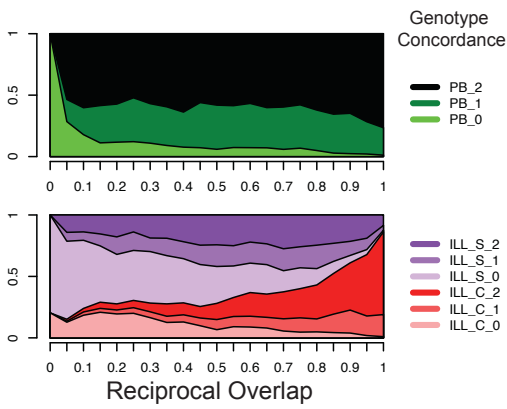 Genotype
Concordance
1
0.5
0
PB_2
PB_1
PB_0
0 0.1 0.2 0.3 0.4 0.5 0.6 0.7 0.8 0.9 1
1
0.5
0
ILL_S_2
ILL_S_1
ILL_S_0
ILL_C_2
ILL_C_1
ILL_C_0
0 0.1 0.2 0.3 0.4 0.5 0.6 0.7 0.8 0.9 1
Reciprocal Overlap